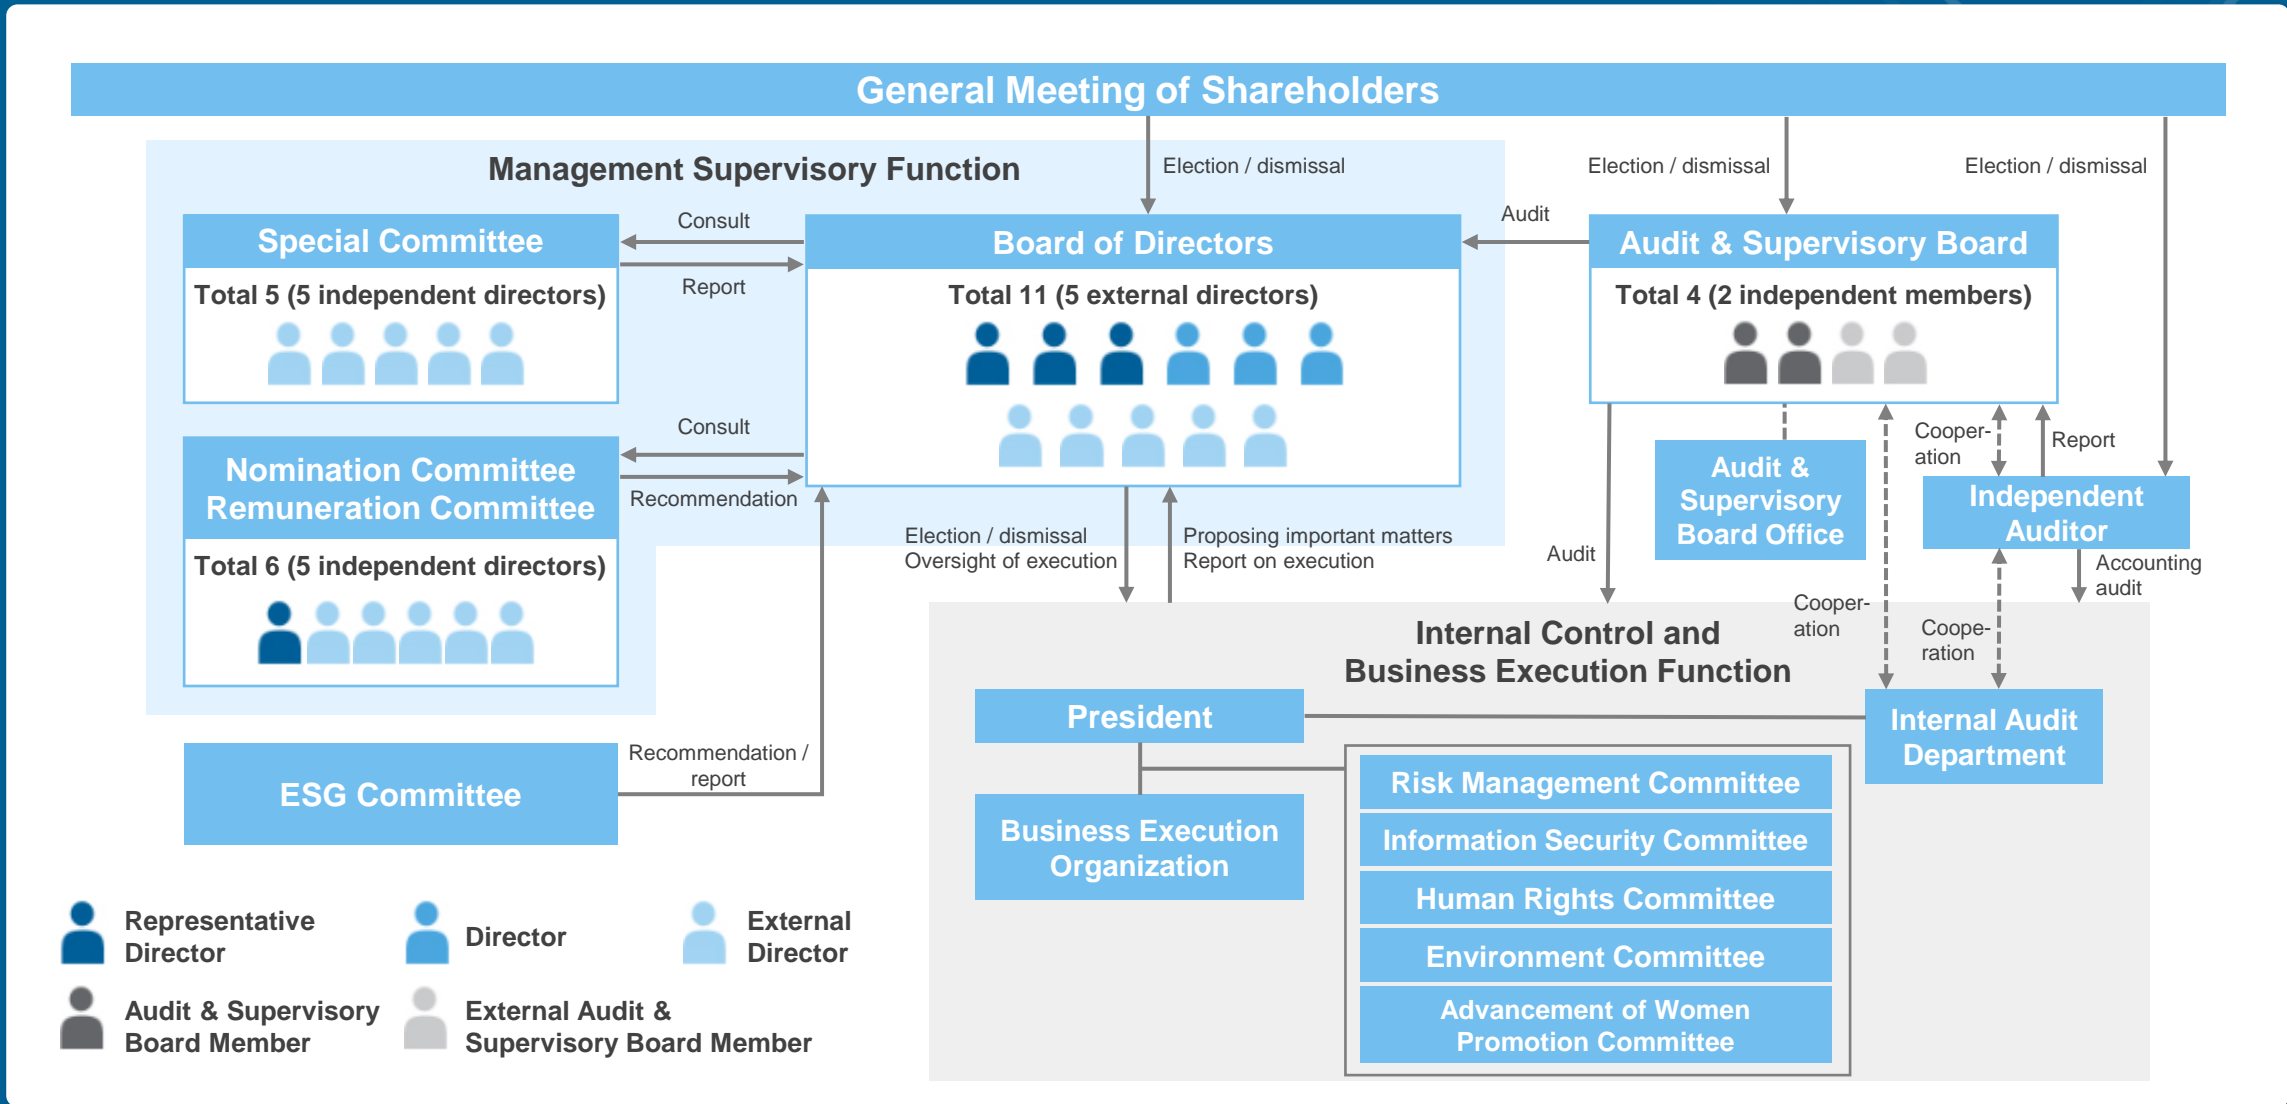 General Meeting of Shareholders
Management Supervisory Function
Election / dismissal
Election / dismissal
Election / dismissal
Special Committee
Total 5 (5 independent directors)
Consult
Report
Board of Directors
Total 11 (5 external directors)
Audit
Audit & Supervisory Board
Total 4 (2 independent members)
Nomination Committee
Remuneration Committee
Total 6 (5 independent directors)
Consult
Recommendation
Audit &
Supervisory
Board Office
Cooper-
ation
Report
Independent
Auditor
Election / dismissal
Oversight of execution
Proposing important matters
Report on execution
Audit
Cooper-
ation
Coope-
ration
Accounting
audit
ESG Committee
Recommendation /
report
Internal Control and
Business Execution Function
President
Internal Audit
Department
Business Execution
Organization
Risk Management Committee
Information Security Committee
Human Rights Committee
Environment Committee
Advancement of Women
Promotion Committee
Representative
Director
Director
External
Director
Audit & Supervisory
Board Member
External Audit &
Supervisory Board Member